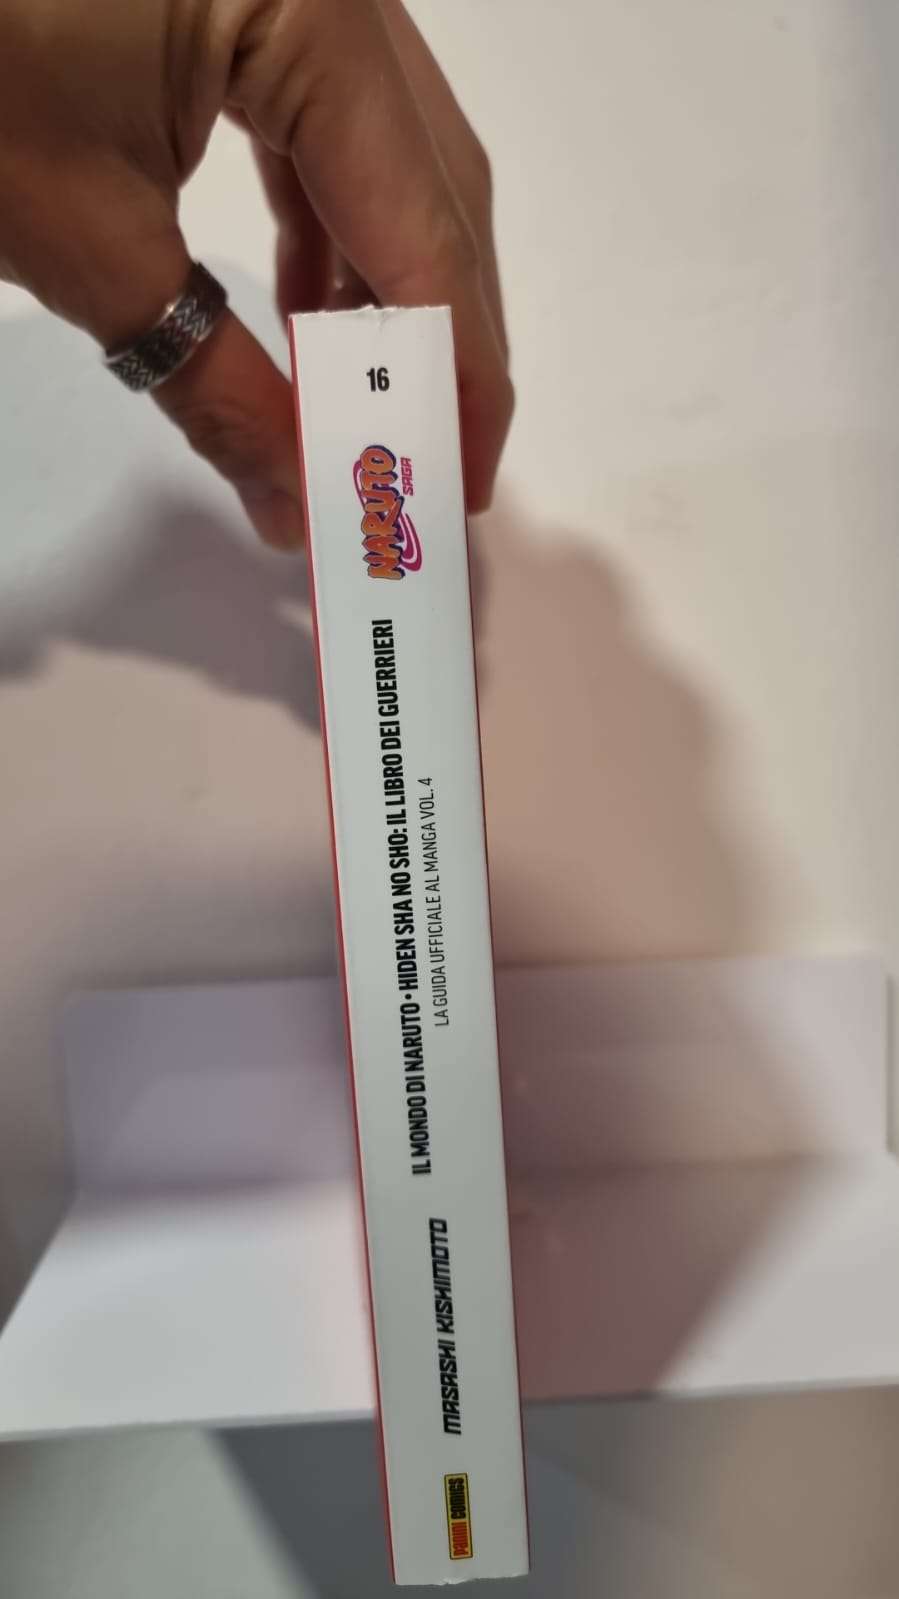 16
NARUTO
SAGA
IL MONDO DI NARUTO • HIDEN SHA NO SHO: IL LIBRO DEI GUERRIERI
LA GUIDA UFFICIALE AL MANGA VOL. 4
MASASHI KISHIMOTO
PANINI COMICS